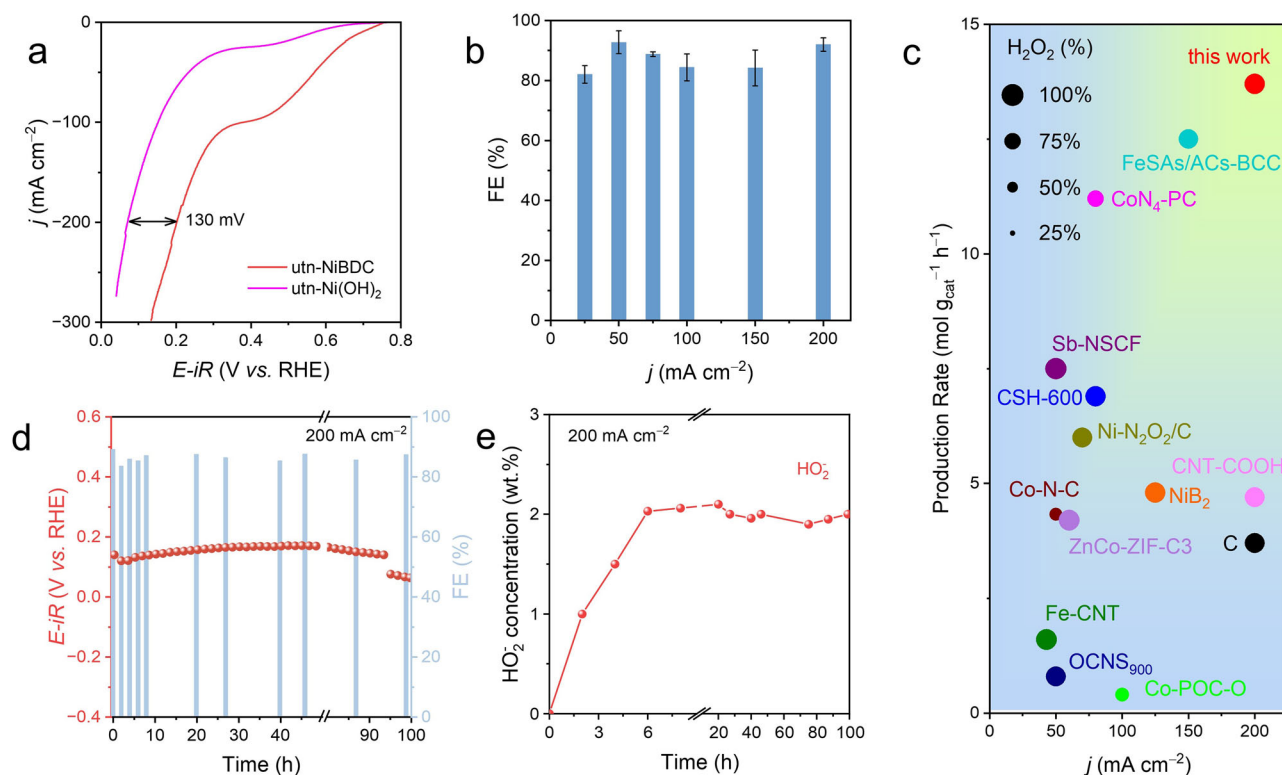 a
0
−100
−200
−300
j (mA cm⁻²)
130 mV
utn-NiBDC
utn-Ni(OH)₂
0.0 0.2 0.4 0.6 0.8
E-iR (V vs. RHE)
b
100
80
60
40
20
0
FE (%)
0 50 100 150 200
j (mA cm⁻²)
c
15
10
5
0
Production Rate (mol g_cat⁻¹ h⁻¹)
H₂O₂ (%)
100%
75%
50%
25%
this work
FeSAs/ACs-BCC
CoN₄-PC
Sb-NSCF
CSH-600
Ni-N₂O₂/C
CNT-COOH
Co-N-C
NiB₂
ZnCo-ZIF-C3
C
Fe-CNT
OCNS₉₀₀
Co-POC-O
0 50 100 150 200
j (mA cm⁻²)
d
0.6
0.4
0.2
0.0
−0.2
−0.4
E-iR (V vs. RHE)
200 mA cm⁻²
100
80
60
40
20
0
FE (%)
0 10 20 30 40 90 100
Time (h)
e
3
2
1
0
HO₂⁻ concentration (wt.%)
200 mA cm⁻²
HO₂⁻
0 3 6 20 40 60 80 100
Time (h)